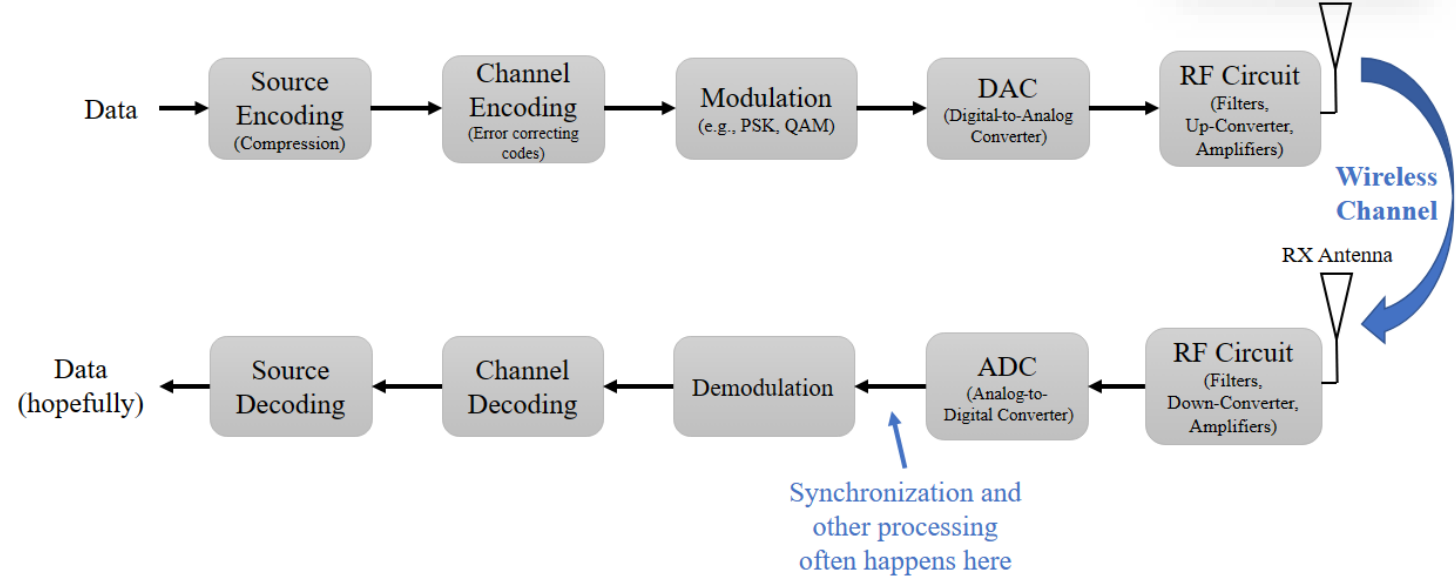 Data
Source
Encoding
(Compression)
Channel
Encoding
(Error correcting
codes)
Modulation
(e.g., PSK, QAM)
DAC
(Digital-to-Analog
Converter)
RF Circuit
(Filters,
Up-Converter,
Amplifiers)
Wireless
Channel
RX Antenna
RF Circuit
(Filters,
Down-Converter,
Amplifiers)
ADC
(Analog-to-
Digital Converter)
Demodulation
Channel
Decoding
Source
Decoding
Data
(hopefully)
Synchronization and
other processing
often happens here